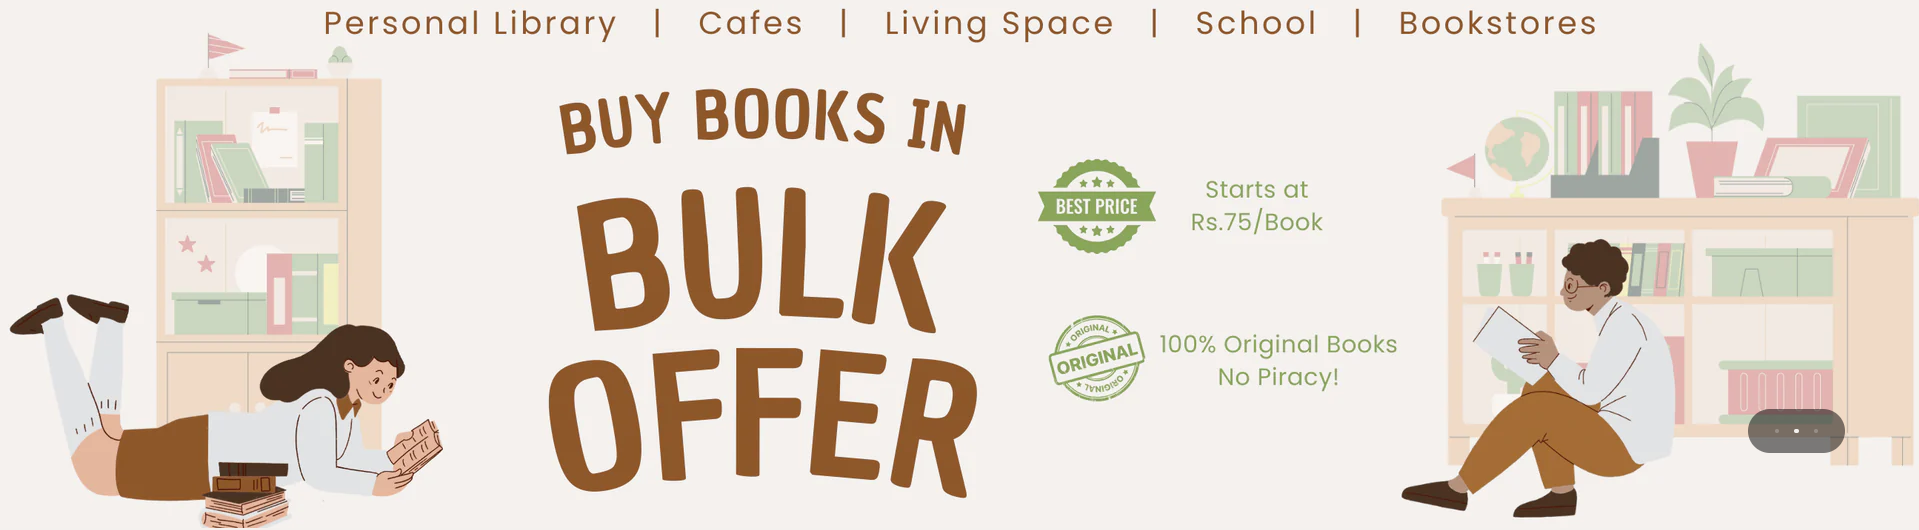 Personal Library | Cafes | Living Space | School | Bookstores
BUY BOOKS IN
BULK
OFFER
BEST PRICE
Starts at
Rs.75/Book
ORIGINAL
ORIGINAL
ORIGINAL
100% Original Books
No Piracy!